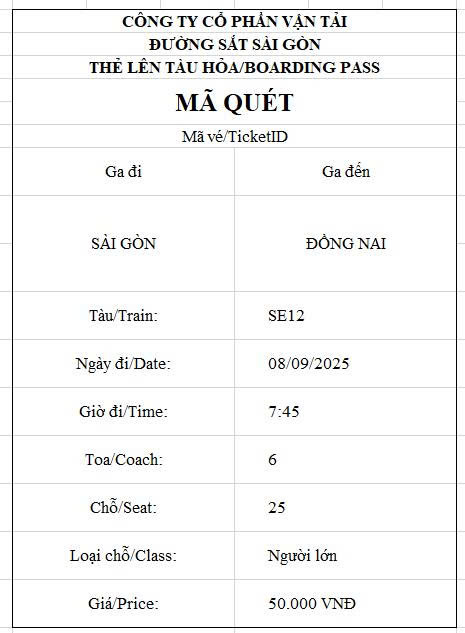 CÔNG TY CỔ PHẦN VẬN TẢI
ĐƯỜNG SẮT SÀI GÒN
THẺ LÊN TÀU HỎA/BOARDING PASS
MÃ QUÉT
Mã vé/TicketID
Ga đi Ga đến
SÀI GÒN ĐỒNG NAI
Tàu/Train: SE12
Ngày đi/Date: 08/09/2025
Giờ đi/Time: 7:45
Toa/Coach: 6
Chỗ/Seat: 25
Loại chỗ/Class: Người lớn
Giá/Price: 50.000 VNĐ